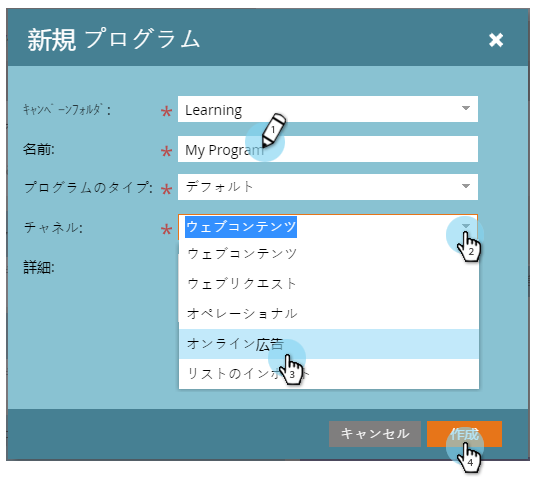 新規 プログラム
ｷｬﾝﾍﾟｰﾝﾌｫﾙﾀﾞ:
Learning
1
名前:
My Program
プログラムのタイプ:
デフォルト
チャネル:
ウェブコンテンツ
2
詳細:
ウェブコンテンツ
ウェブリクエスト
オペレーショナル
オンライン広告
3
リストのインポート
キャンセル
作成
4